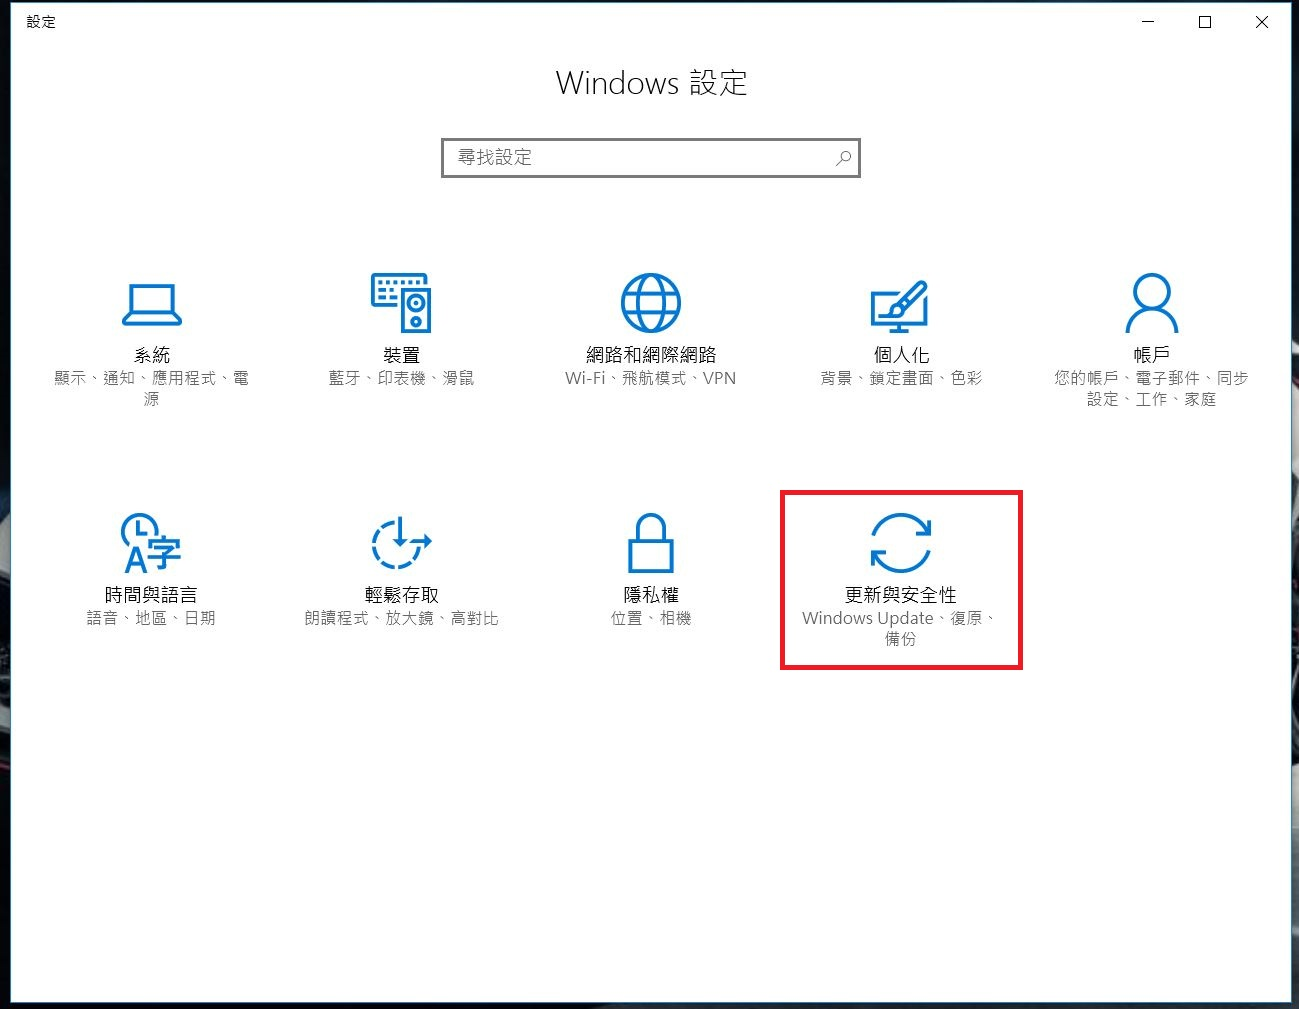 設定
Windows 設定
尋找設定
系統
顯示、通知、應用程式、電
源
裝置
藍牙、印表機、滑鼠
網路和網際網路
Wi-Fi、飛航模式、VPN
個人化
背景、鎖定畫面、色彩
帳戶
您的帳戶、電子郵件、同步
設定、工作、家庭
時間與語言
語音、地區、日期
輕鬆存取
朗讀程式、放大鏡、高對比
隱私權
位置、相機
更新與安全性
Windows Update、復原、
備份